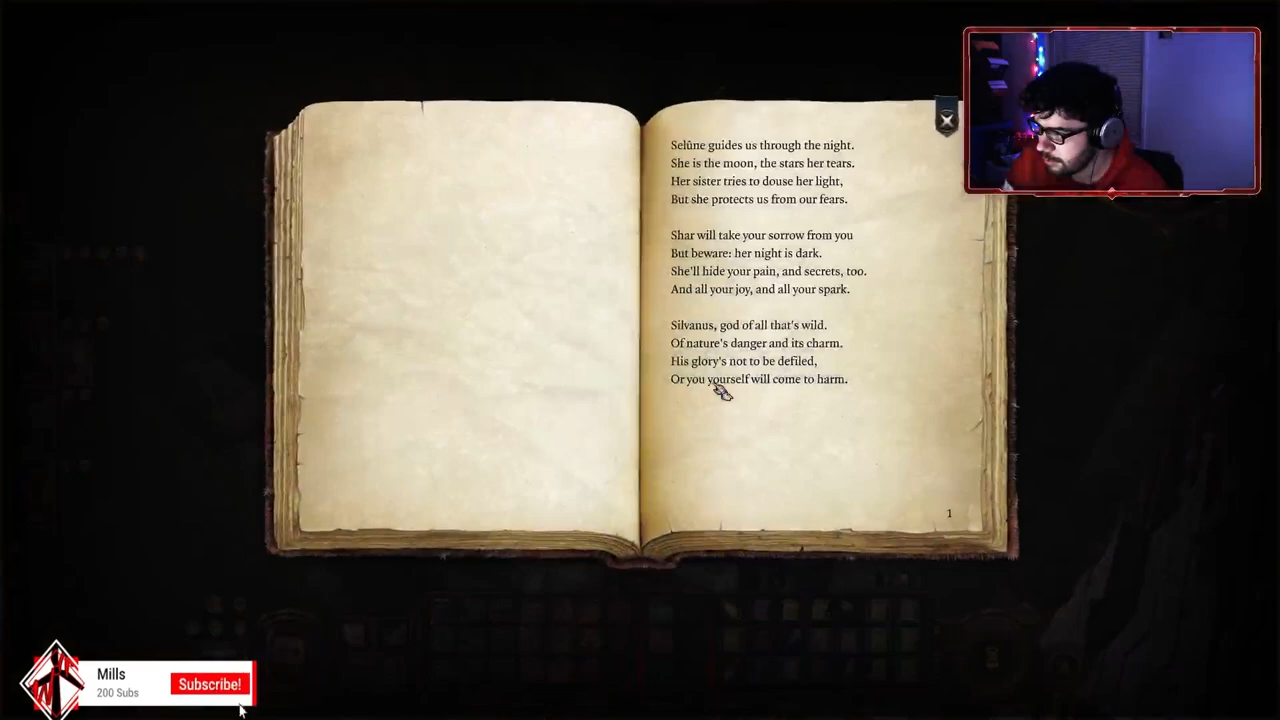 Selûne guides us through the night.
She is the moon, the stars her tears.
Her sister tries to douse her light,
But she protects us from our fears.
Shar will take your sorrow from you
But beware: her night is dark.
She'll hide your pain, and secrets, too.
And all your joy, and all your spark.
Silvanus, god of all that's wild.
Of nature's danger and its charm.
His glory's not to be defiled,
Or you yourself will come to harm.
1
Mills
200 Subs
Subscribe!